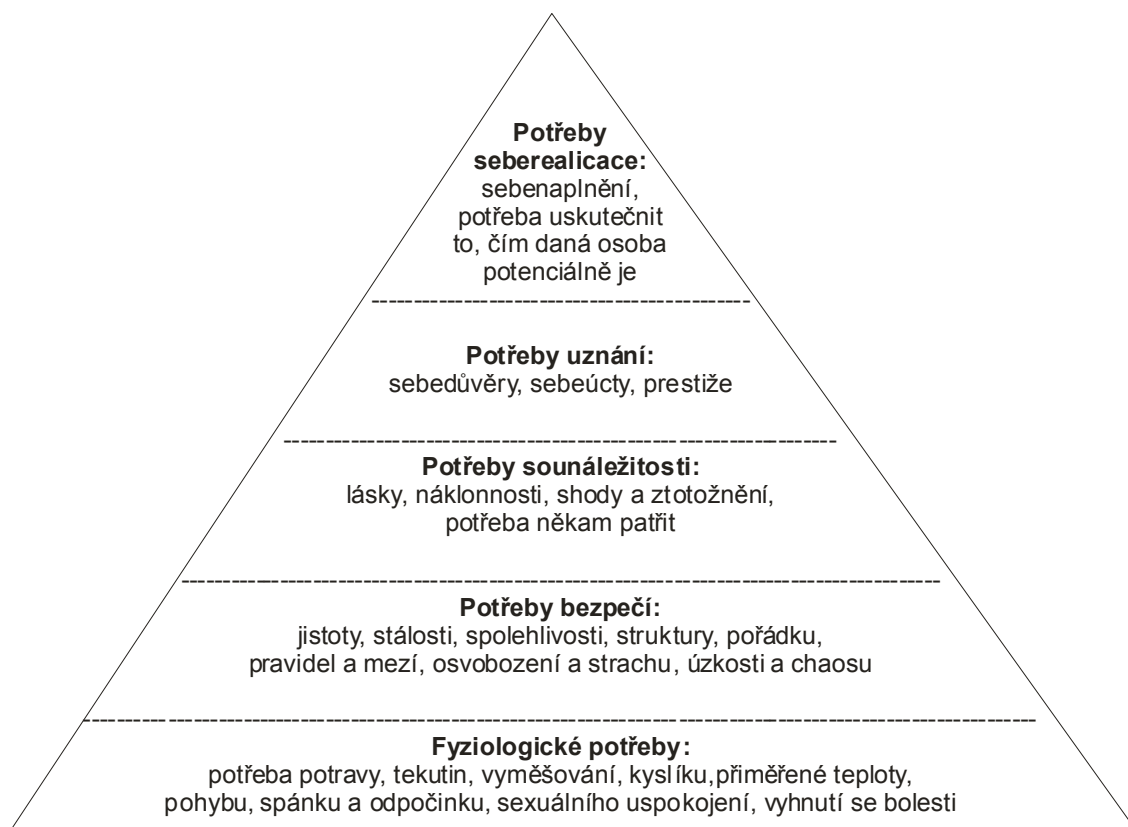 Potřeby
seberealicace:
sebenaplnění,
potřeba uskutečnit
to, čím daná osoba
potenciálně je
Potřeby uznání:
sebedůvěry, sebeúcty, prestiže
Potřeby sounáležitosti:
lásky, náklonnosti, shody a ztotožnění,
potřeba někam patřit
Potřeby bezpečí:
jistoty, stálosti, spolehlivosti, struktury, pořádku,
pravidel a mezí, osvobození a strachu, úzkosti a chaosu
Fyziologické potřeby:
potřeba potravy, tekutin, vyměšování, kyslíku,přiměřené teploty,
pohybu, spánku a odpočinku, sexuálního uspokojení, vyhnutí se bolesti